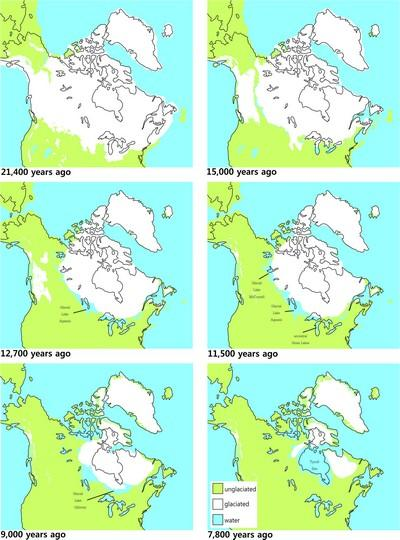 21,400 years ago
15,000 years ago
Glacial
Lake
Agassiz
12,700 years ago
Glacial
Lake
McConnell
Glacial
Lake
Agassiz
ancestral
Great Lakes
11,500 years ago
Glacial
Lake
Ojibway
9,000 years ago
Tyrrell
Sea
unglaciated
glaciated
water
7,800 years ago